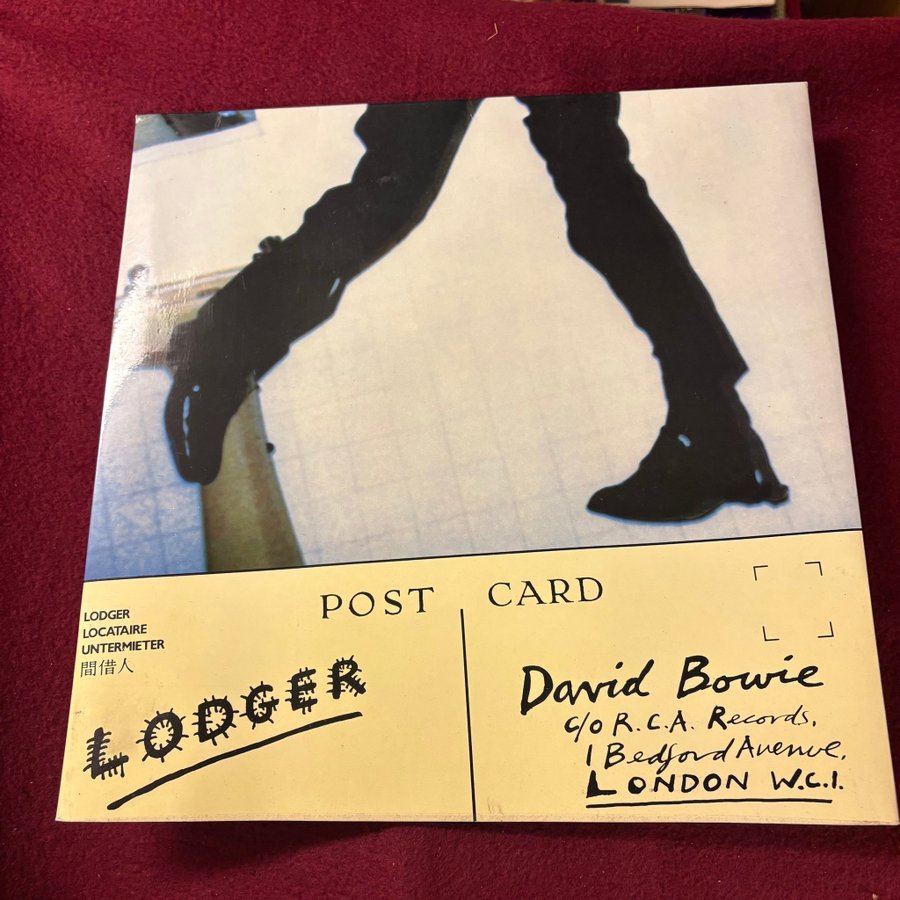 POST CARD
LODGER
LOCATAIRE
UNTERMIETER
間借人
LODGER
David Bowie
c/o R.C.A. Records,
1 Bedford Avenue,
LONDON W.C.1.